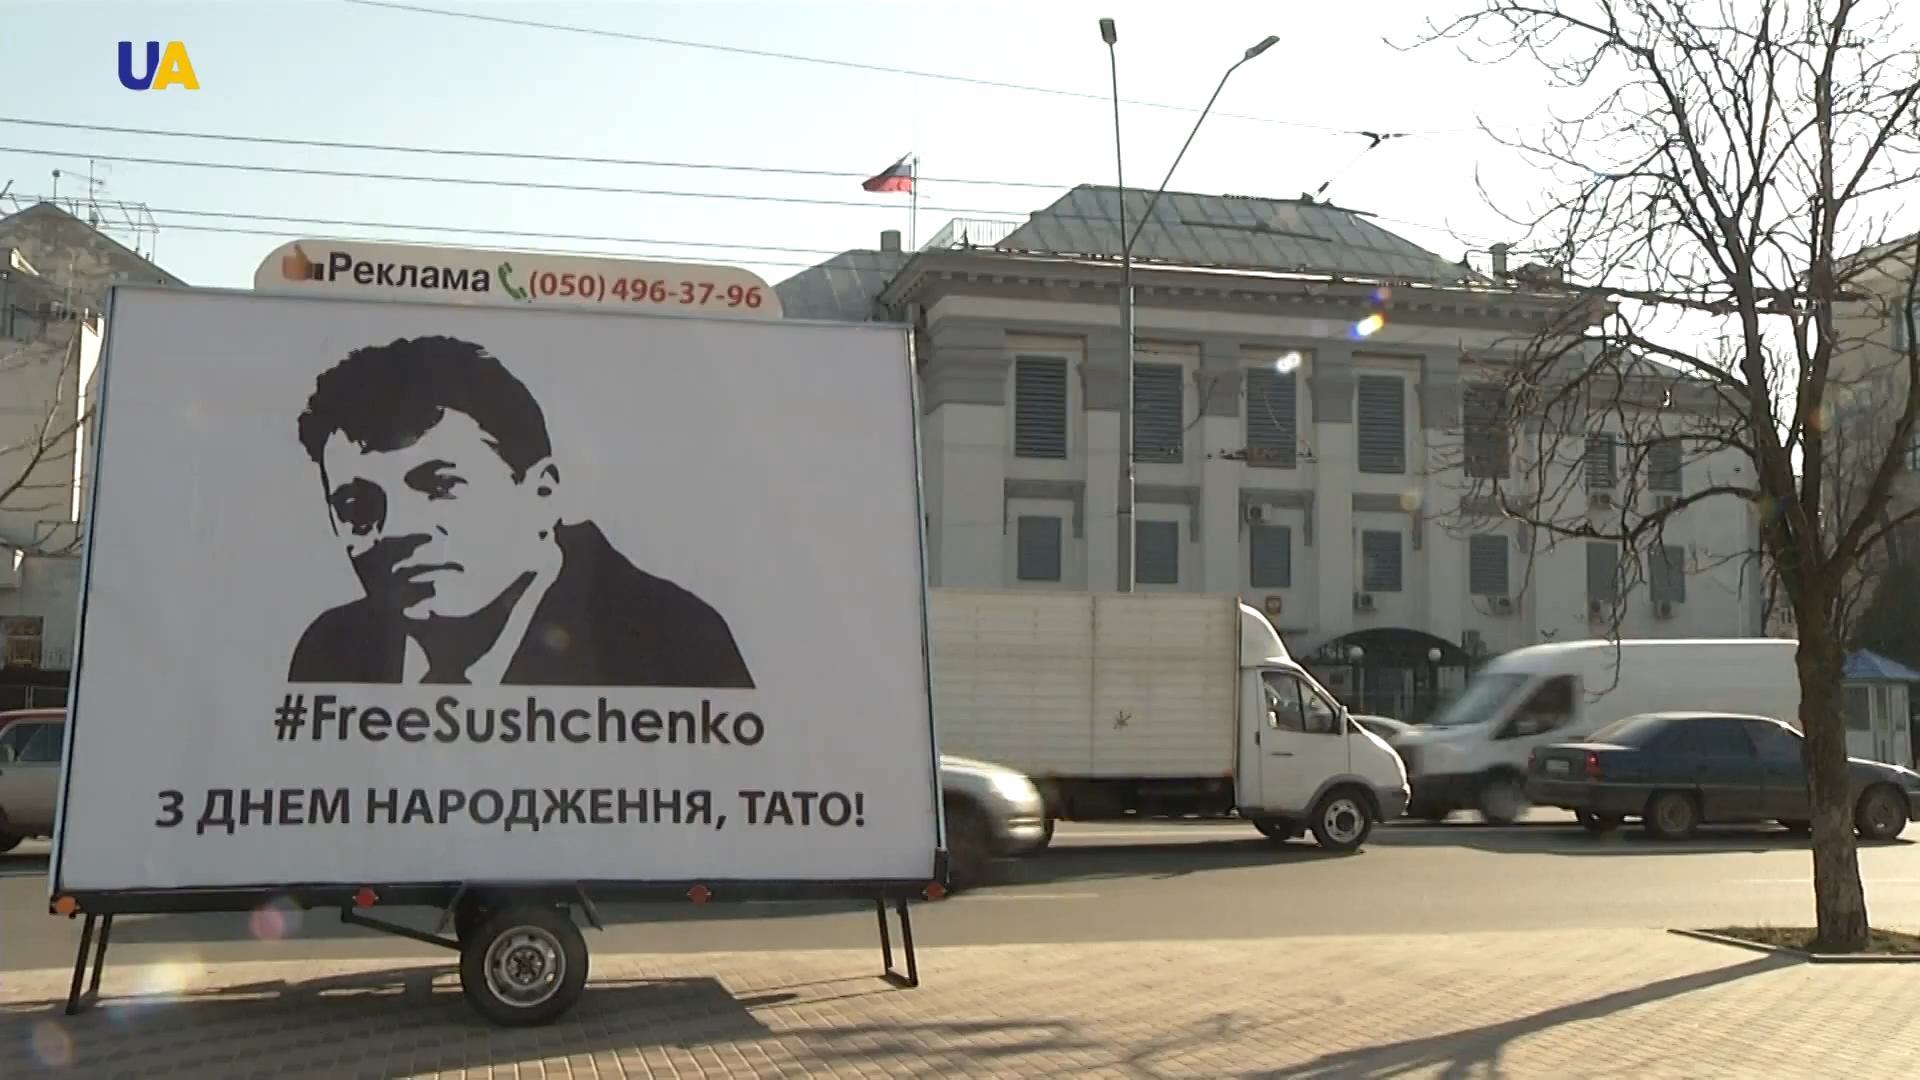 UA
Реклама (050) 496-37-96
#FreeSushchenko
З ДНЕМ НАРОДЖЕННЯ, ТАТО!